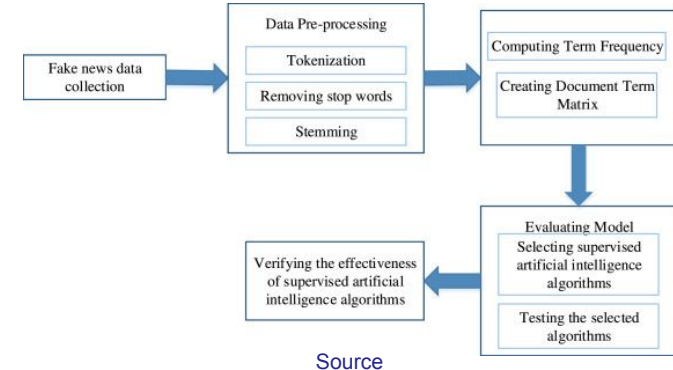 Fake news data
collection
Data Pre-processing
Tokenization
Removing stop words
Stemming
Computing Term Frequency
Creating Document Term
Matrix
Evaluating Model
Selecting supervised
artificial intelligence
algorithms
Testing the selected
algorithms
Verifying the effectiveness
of supervised artificial
intelligence algorithms
Source